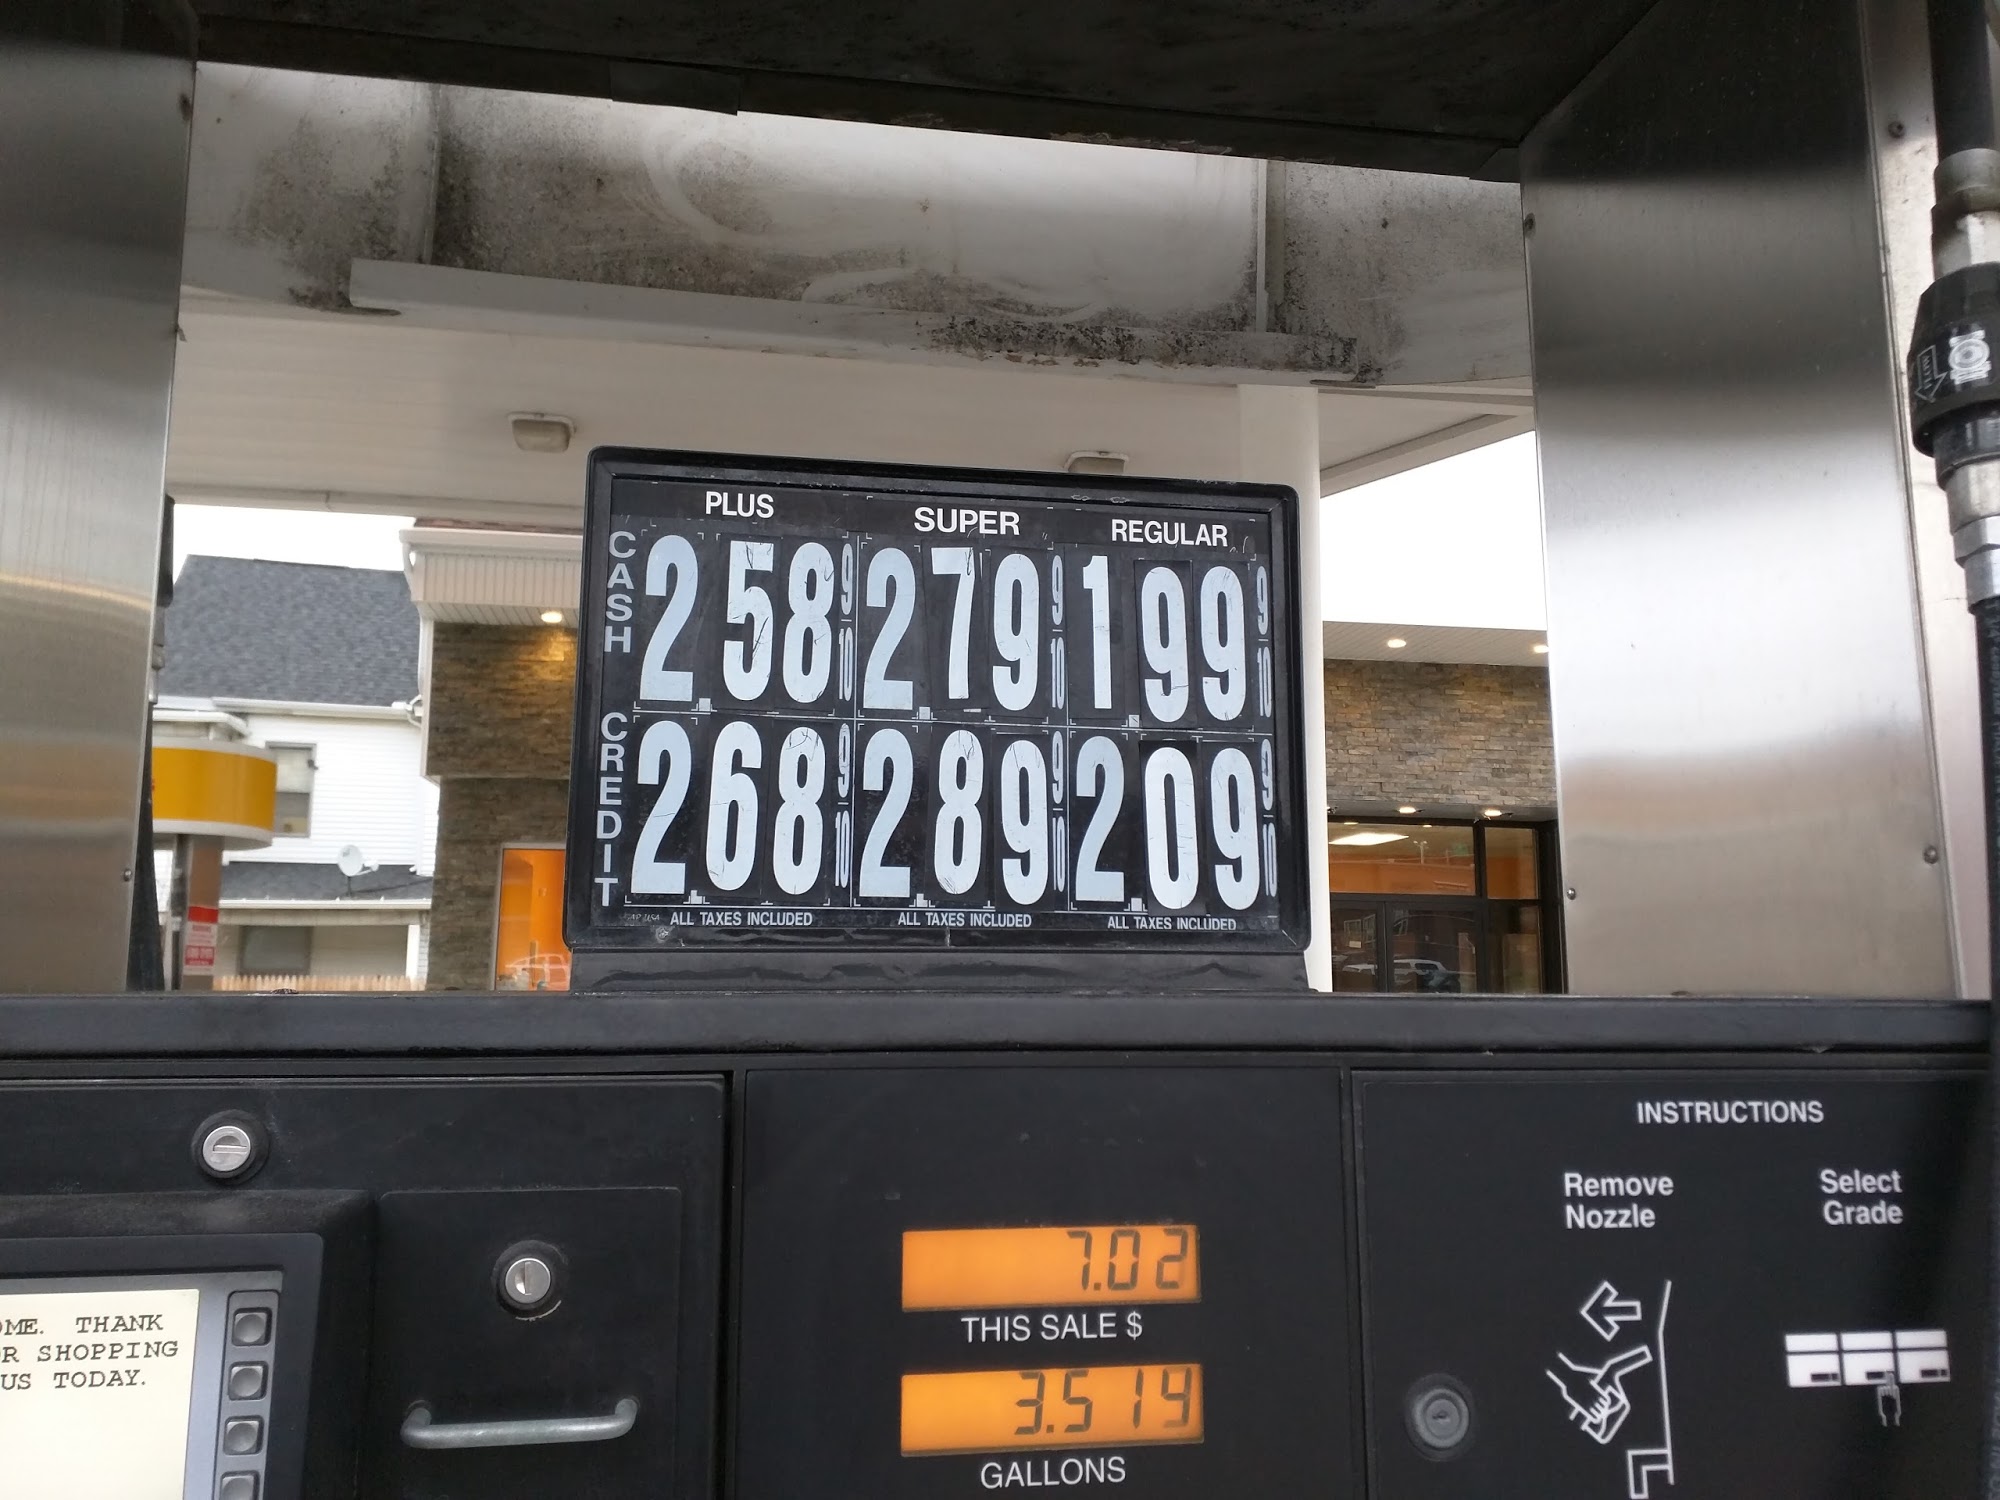 PLUS SUPER REGULAR
CASH 2.58 9/10 2.79 9/10 1.99 9/10
CREDIT 2.68 9/10 2.89 9/10 2.09 9/10
ALL TAXES INCLUDED ALL TAXES INCLUDED ALL TAXES INCLUDED
INSTRUCTIONS
Remove
Nozzle
Select
Grade
7.02
THIS SALE $
3.519
GALLONS
OME. THANK
OR SHOPPING
US TODAY.